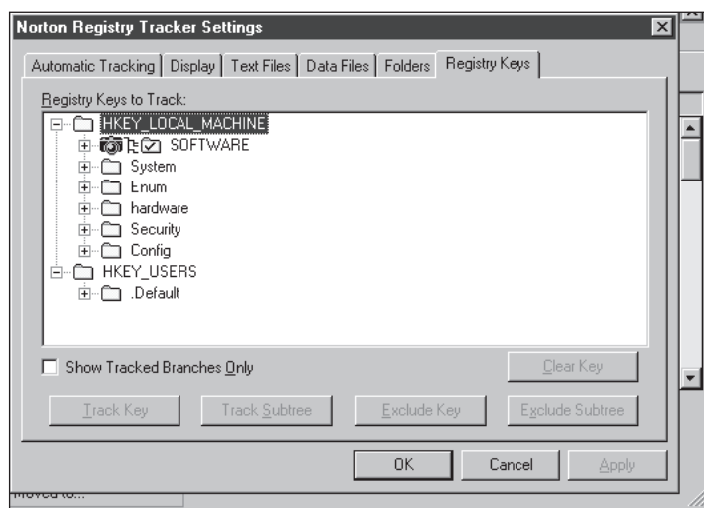 Norton Registry Tracker Settings
Automatic Tracking Display Text Files Data Files Folders Registry Keys
Registry Keys to Track:
HKEY_LOCAL_MACHINE
SOFTWARE
System
Enum
hardware
Security
Config
HKEY_USERS
.Default
Show Tracked Branches Only
Clear Key
Track Key Track Subtree Exclude Key Exclude Subtree
OK Cancel Apply
Moved to...